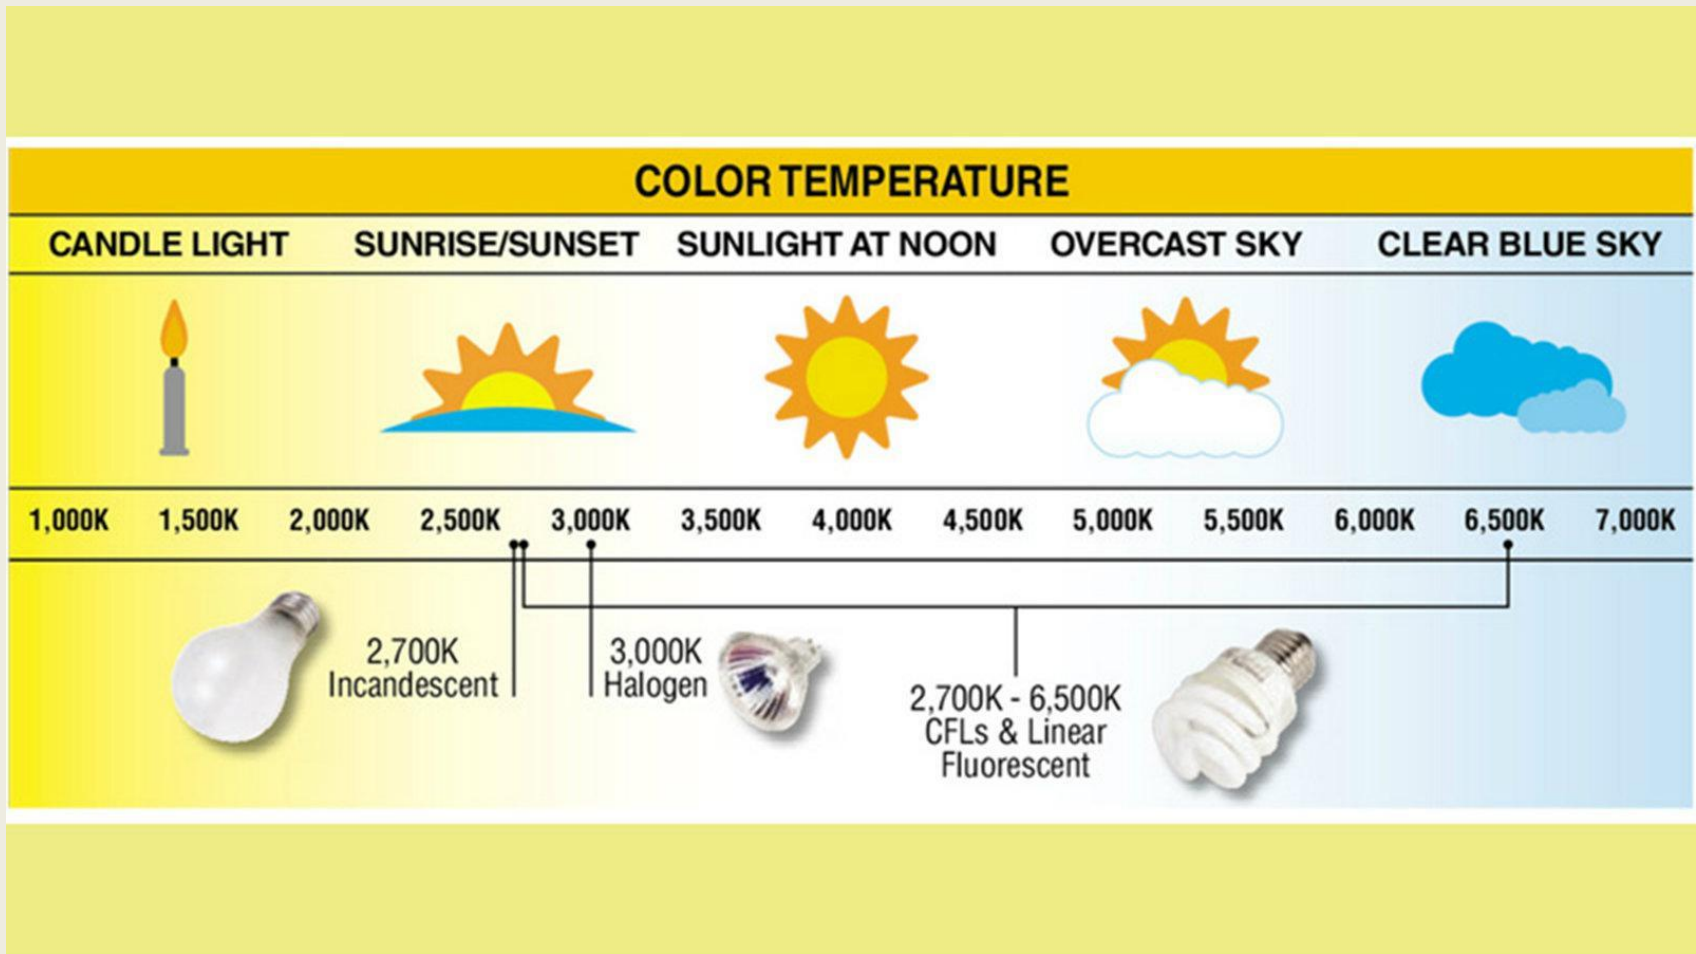 COLOR TEMPERATURE
CANDLE LIGHT SUNRISE/SUNSET SUNLIGHT AT NOON OVERCAST SKY CLEAR BLUE SKY
1,000K 1,500K 2,000K 2,500K 3,000K 3,500K 4,000K 4,500K 5,000K 5,500K 6,000K 6,500K 7,000K
2,700K
Incandescent
3,000K
Halogen
2,700K - 6,500K
CFLs & Linear
Fluorescent